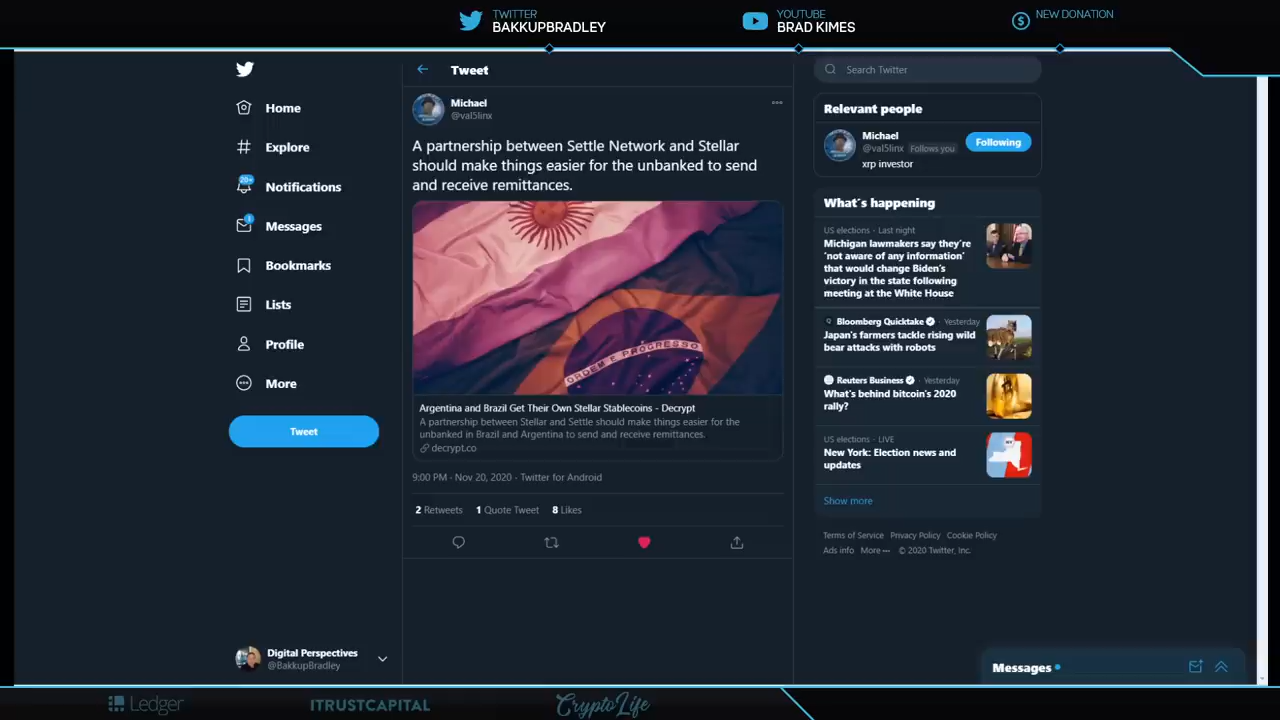 TWITTER
BAKKUPBRADLEY
YOUTUBE
BRAD KIMES
NEW DONATION
Home
Explore
20+
Notifications
1
Messages
Bookmarks
Lists
Profile
More
Tweet
Digital Perspectives
@BakkupBradley
Tweet
Michael
@val5linx
A partnership between Settle Network and Stellar
should make things easier for the unbanked to send
and receive remittances.
ORDEM E PROGRESSO
Argentina and Brazil Get Their Own Stellar Stablecoins - Decrypt
A partnership between Stellar and Settle should make things easier for the
unbanked in Brazil and Argentina to send and receive remittances.
decrypt.co
9:00 PM · Nov 20, 2020 · Twitter for Android
2 Retweets 1 Quote Tweet 8 Likes
Search Twitter
Relevant people
Michael
@val5linx Follows you
Following
xrp investor
What's happening
US elections · Last night
Michigan lawmakers say they're
'not aware of any information'
that would change Biden's
victory in the state following
meeting at the White House
Bloomberg Quicktake · Yesterday
Japan's farmers tackle rising wild
bear attacks with robots
Reuters Business · Yesterday
What's behind bitcoin's 2020
rally?
US elections · LIVE
New York: Election news and
updates
Show more
Terms of Service Privacy Policy Cookie Policy
Ads info More © 2020 Twitter, Inc.
Messages
Ledger
ITRUSTCAPITAL
CryptoLife